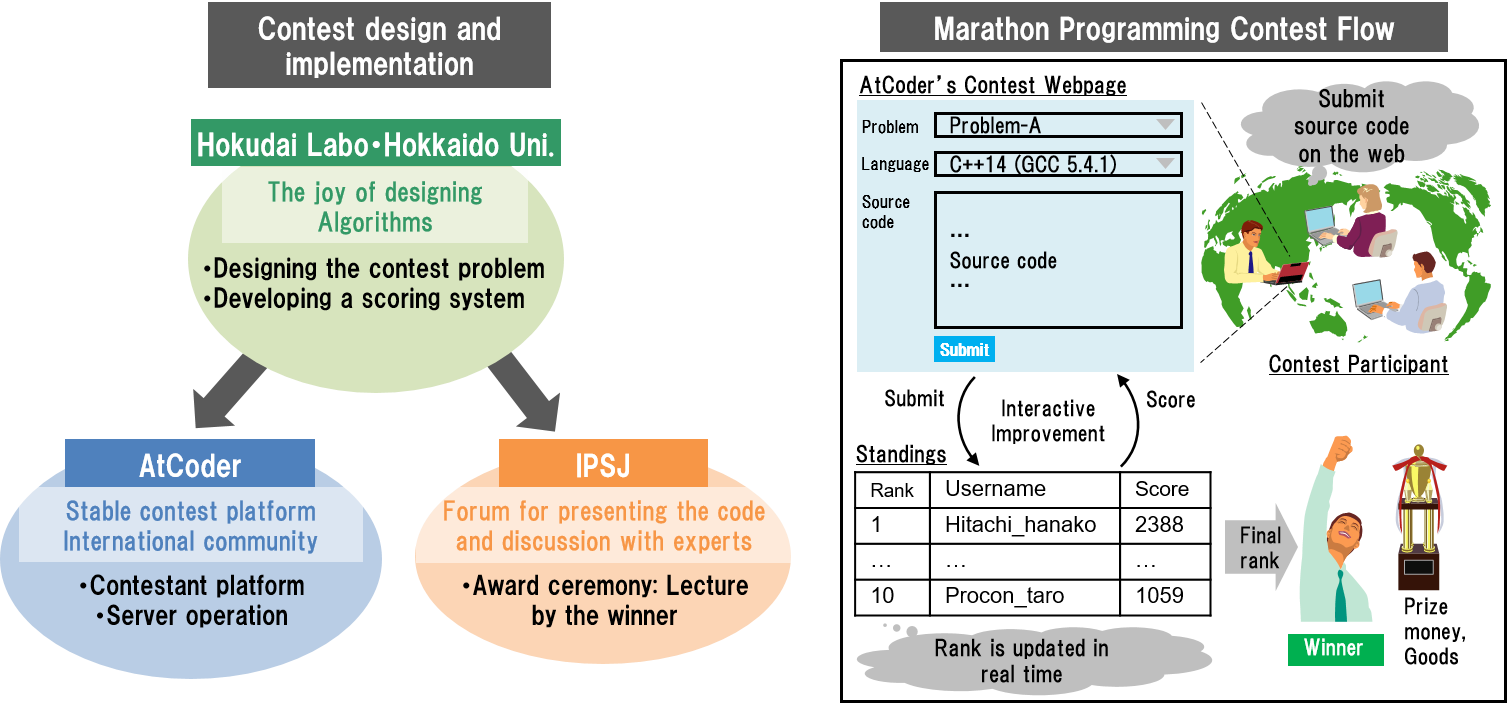 Contest design and
implementation
Hokudai Labo・Hokkaido Uni.
The joy of designing
Algorithms
・Designing the contest problem
・Developing a scoring system
AtCoder
Stable contest platform
International community
・Contestant platform
・Server operation
IPSJ
Forum for presenting the code
and discussion with experts
・Award ceremony: Lecture
by the winner
Marathon Programming Contest Flow
AtCoder's Contest Webpage
Problem
Problem-A
Language
C++14 (GCC 5.4.1)
Source
code
...
Source code
...
Submit
Submit
source code
on the web
Contest Participant
Submit
Interactive
Improvement
Score
Standings
Rank Username Score
1 Hitachi_hanako 2388
... ... ...
10 Procon_taro 1059
Rank is updated in
real time
Final
rank
Winner
Prize
money,
Goods